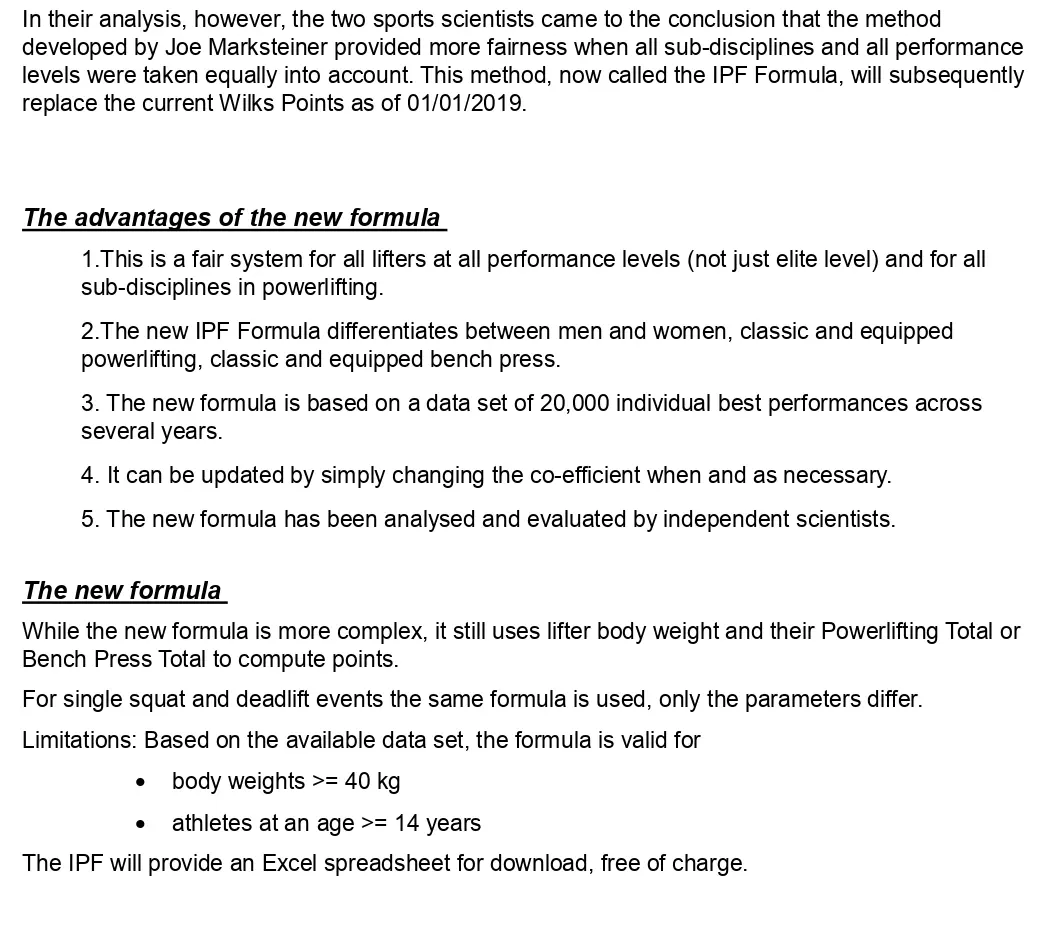 In their analysis, however, the two sports scientists came to the conclusion that the method
developed by Joe Marksteiner provided more fairness when all sub-disciplines and all performance
levels were taken equally into account. This method, now called the IPF Formula, will subsequently
replace the current Wilks Points as of 01/01/2019.
The advantages of the new formula
1.This is a fair system for all lifters at all performance levels (not just elite level) and for all
sub-disciplines in powerlifting.
2.The new IPF Formula differentiates between men and women, classic and equipped
powerlifting, classic and equipped bench press.
3. The new formula is based on a data set of 20,000 individual best performances across
several years.
4. It can be updated by simply changing the co-efficient when and as necessary.
5. The new formula has been analysed and evaluated by independent scientists.
The new formula
While the new formula is more complex, it still uses lifter body weight and their Powerlifting Total or
Bench Press Total to compute points.
For single squat and deadlift events the same formula is used, only the parameters differ.
Limitations: Based on the available data set, the formula is valid for
• body weights >= 40 kg
• athletes at an age >= 14 years
The IPF will provide an Excel spreadsheet for download, free of charge.